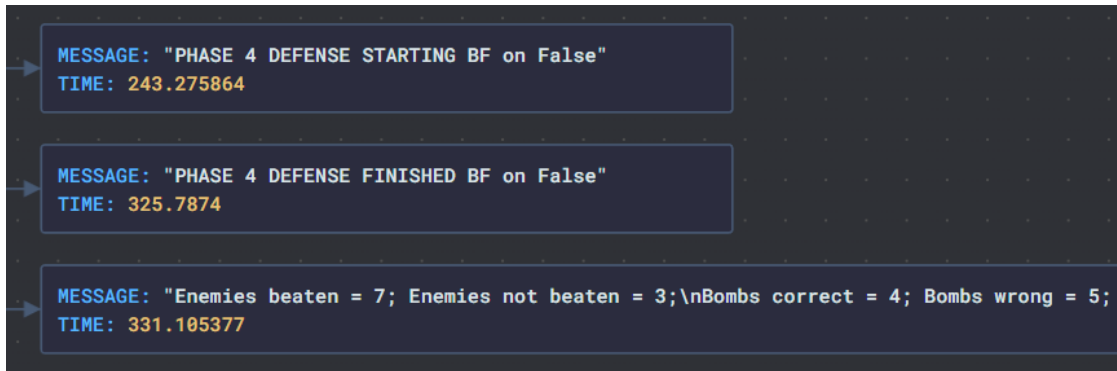 MESSAGE: "PHASE 4 DEFENSE STARTING BF on False"
TIME: 243.275864
MESSAGE: "PHASE 4 DEFENSE FINISHED BF on False"
TIME: 325.7874
MESSAGE: "Enemies beaten = 7; Enemies not beaten = 3;\nBombs correct = 4; Bombs wrong = 5;
TIME: 331.105377